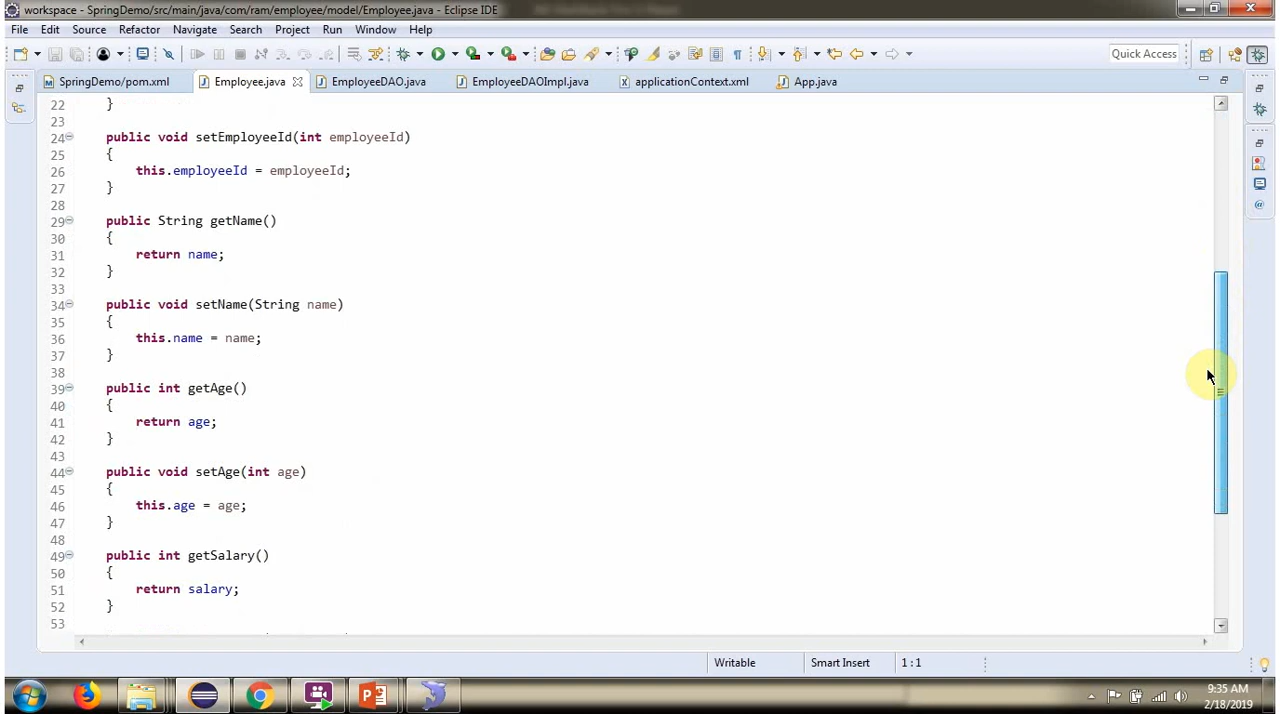 workspace - SpringDemo/src/main/java/com/ram/employee/model/Employee.java - Eclipse IDE
File Edit Source Refactor Navigate Search Project Run Window Help
Quick Access
SpringDemo/pom.xml Employee.java EmployeeDAO.java EmployeeDAOImpl.java applicationContext.xml App.java
22 }
23
24 public void setEmployeeId(int employeeId)
25 {
26 this.employeeId = employeeId;
27 }
28
29 public String getName()
30 {
31 return name;
32 }
33
34 public void setName(String name)
35 {
36 this.name = name;
37 }
38
39 public int getAge()
40 {
41 return age;
42 }
43
44 public void setAge(int age)
45 {
46 this.age = age;
47 }
48
49 public int getSalary()
50 {
51 return salary;
52 }
53
Writable Smart Insert 1 : 1
9:35 AM
2/18/2019